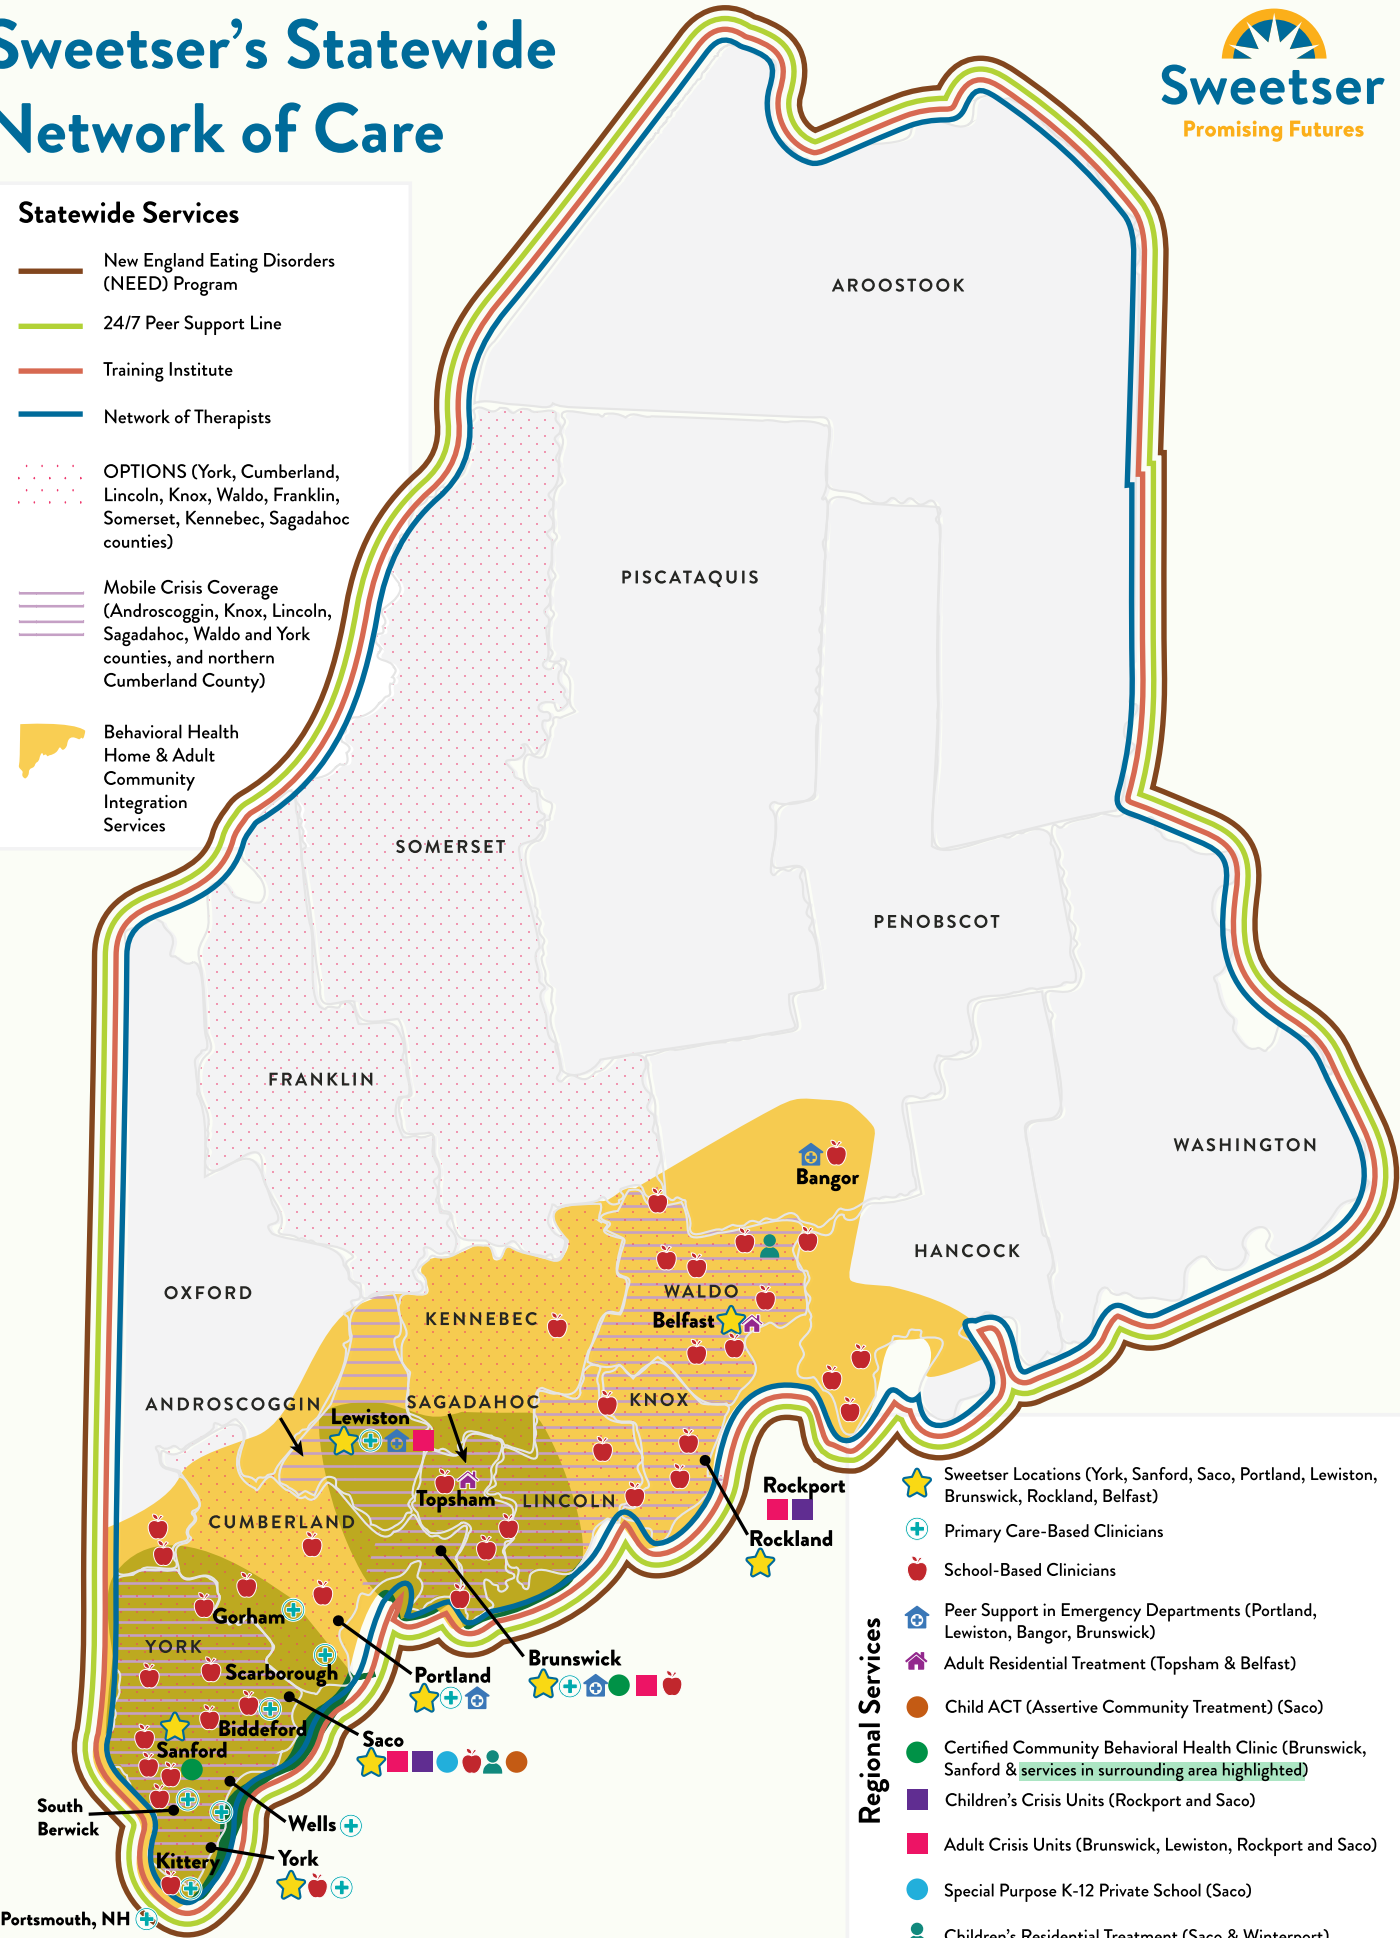 Sweetser's Statewide
Network of Care
Sweetser
Promising Futures
Statewide Services
New England Eating Disorders
(NEED) Program
24/7 Peer Support Line
Training Institute
Network of Therapists
OPTIONS (York, Cumberland,
Lincoln, Knox, Waldo, Franklin,
Somerset, Kennebec, Sagadahoc
counties)
Mobile Crisis Coverage
(Androscoggin, Knox, Lincoln,
Sagadahoc, Waldo and York
counties, and northern
Cumberland County)
Behavioral Health
Home & Adult
Community
Integration
Services
AROOSTOOK
PISCATAQUIS
SOMERSET
PENOBSCOT
FRANKLIN
WASHINGTON
Bangor
HANCOCK
OXFORD
WALDO
KENNEBEC
Belfast
ANDROSCOGGIN
SAGADAHOC
KNOX
Lewiston
Topsham
LINCOLN
CUMBERLAND
Rockport
Rockland
Gorham
YORK
Scarborough
Brunswick
Portland
Biddeford
Saco
Sanford
South
Berwick
Wells
Kittery
York
Portsmouth, NH
Regional Services
Sweetser Locations (York, Sanford, Saco, Portland, Lewiston,
Brunswick, Rockland, Belfast)
Primary Care-Based Clinicians
School-Based Clinicians
Peer Support in Emergency Departments (Portland,
Lewiston, Bangor, Brunswick)
Adult Residential Treatment (Topsham & Belfast)
Child ACT (Assertive Community Treatment) (Saco)
Certified Community Behavioral Health Clinic (Brunswick,
Sanford & services in surrounding area highlighted)
Children's Crisis Units (Rockport and Saco)
Adult Crisis Units (Brunswick, Lewiston, Rockport and Saco)
Special Purpose K-12 Private School (Saco)
Children's Residential Treatment (Saco & Winterport)